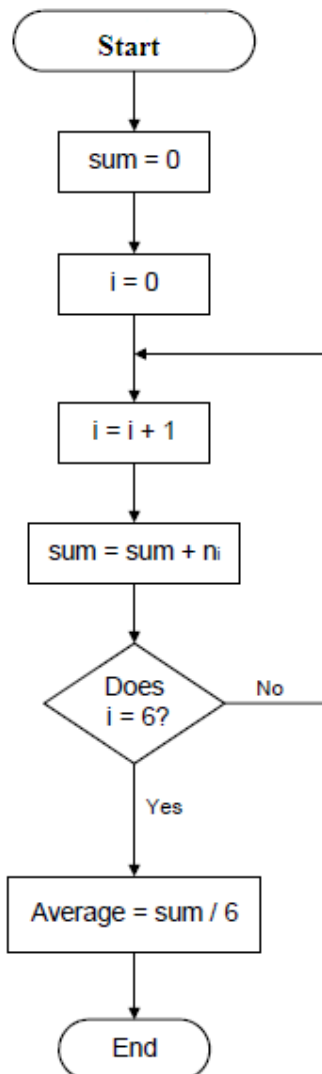 Start
sum = 0
i = 0
i = i + 1
sum = sum + nᵢ
Does
i = 6?
No
Yes
Average = sum / 6
End